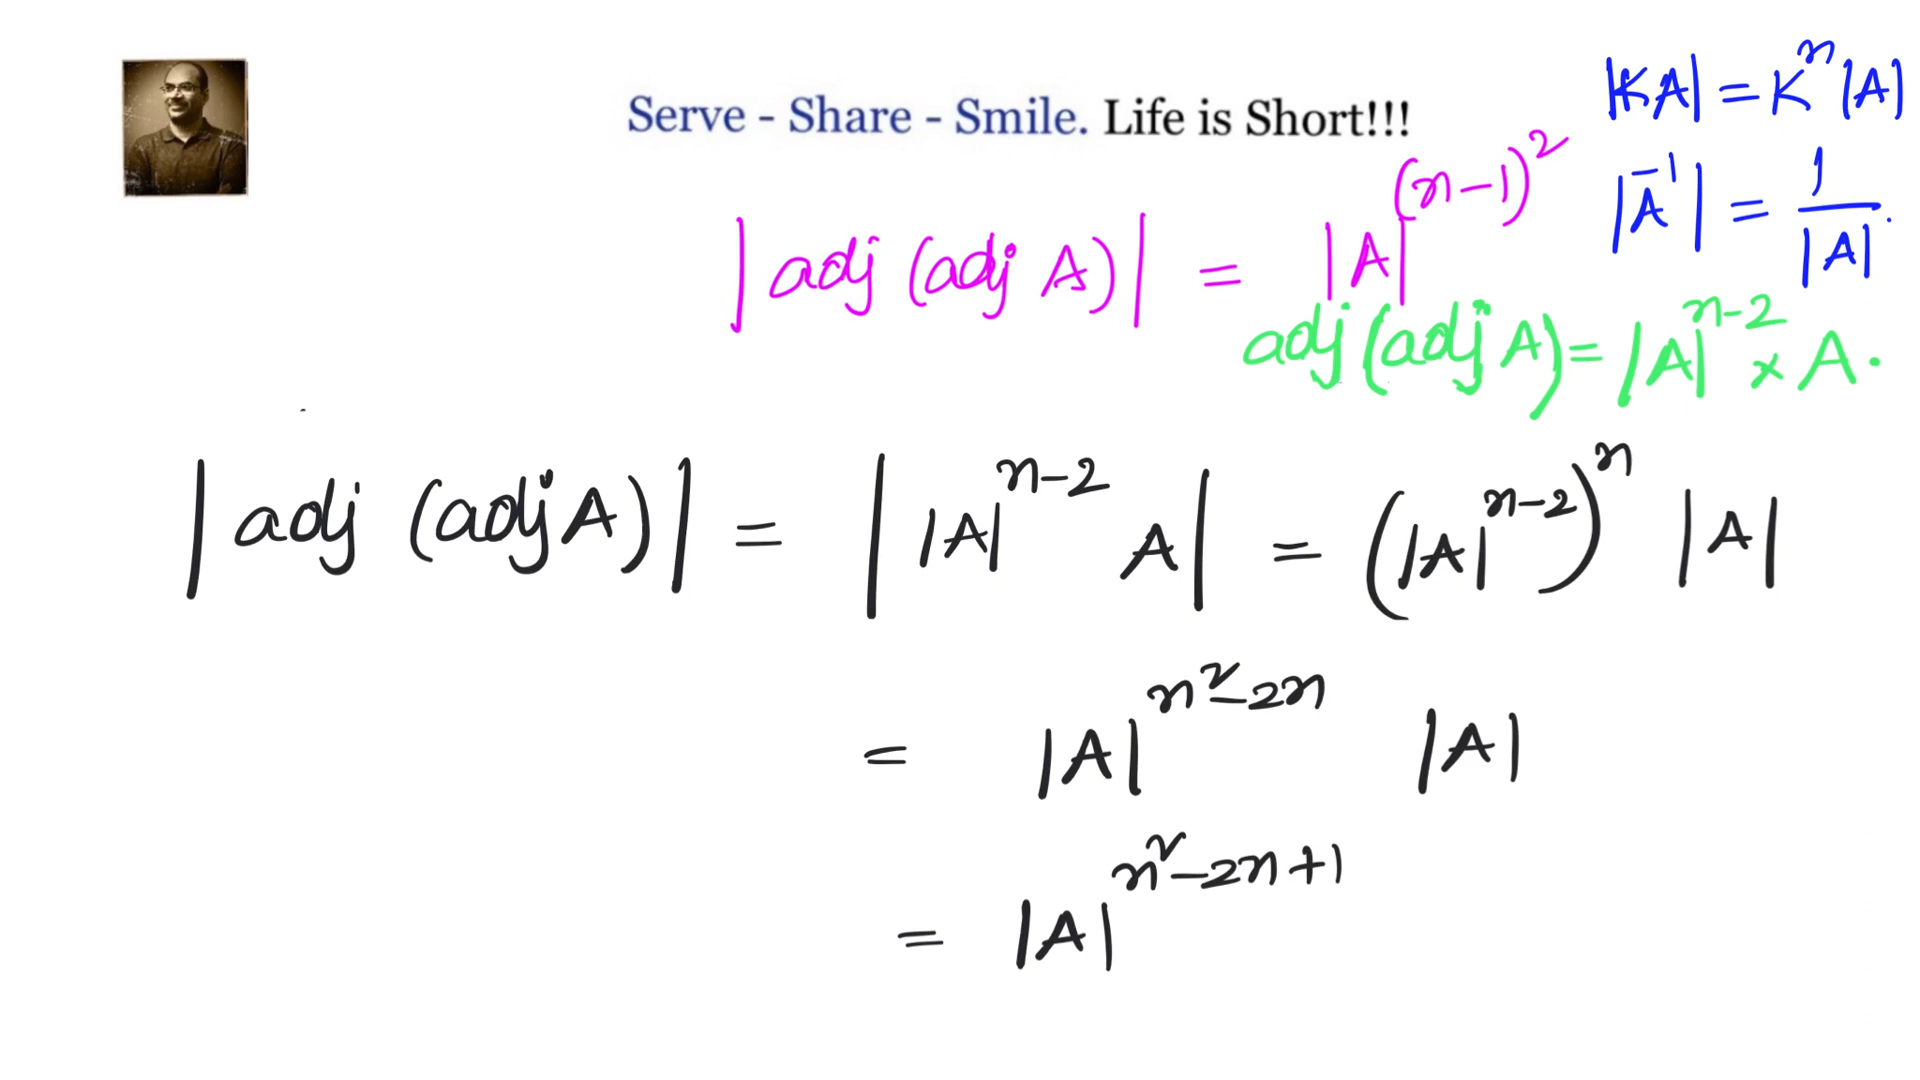 Serve - Share - Smile. Life is Short!!!
|KA| = Kⁿ |A|
|A⁻¹| = 1/|A|.
|adj (adj A)| = |A|^(n-1)²
adj (adj A) = |A|^n-2 × A.
|adj (adj A)| = ||A|^n-2 A| = (|A|^n-2)^n |A|
= |A|^n²-2n |A|
= |A|^n²-2n+1